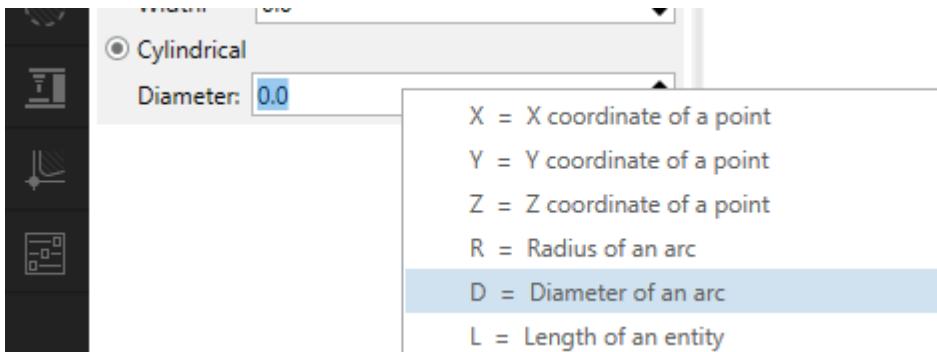 Cylindrical
Diameter: 0.0
X = X coordinate of a point
Y = Y coordinate of a point
Z = Z coordinate of a point
R = Radius of an arc
D = Diameter of an arc
L = Length of an entity